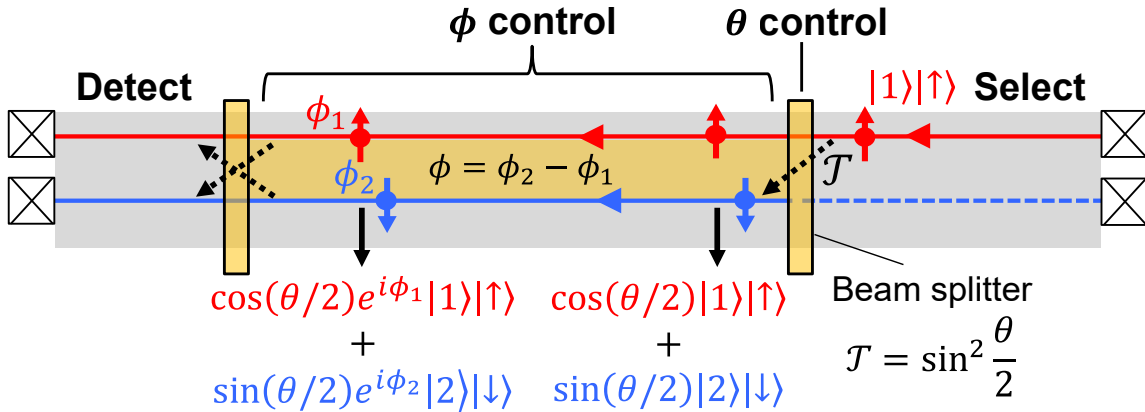 ϕ control
θ control
Detect
|1⟩|↑⟩
Select
ϕ₁
ϕ = ϕ₂ − ϕ₁
𝒯
ϕ₂
cos(θ/2)e^{iϕ₁}|1⟩|↑⟩
+
sin(θ/2)e^{iϕ₂}|2⟩|↓⟩
cos(θ/2)|1⟩|↑⟩
+
sin(θ/2)|2⟩|↓⟩
Beam splitter
𝒯 = sin² θ/2